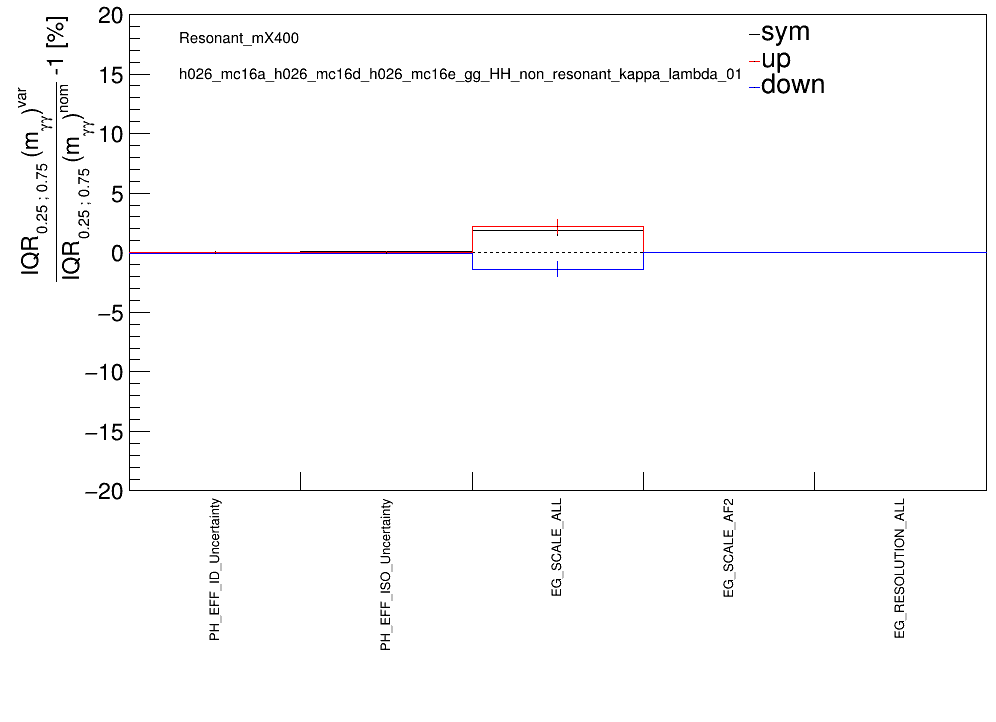 IQR0.25 ; 0.75 (mγγ)var
IQR0.25 ; 0.75 (mγγ)nom -1 [%]
20
15
10
5
0
−5
−10
−15
−20
Resonant_mX400
h026_mc16a_h026_mc16d_h026_mc16e_gg_HH_non_resonant_kappa_lambda_01
sym
up
down
PH_EFF_ID_Uncertainty
PH_EFF_ISO_Uncertainty
EG_SCALE_ALL
EG_SCALE_AF2
EG_RESOLUTION_ALL